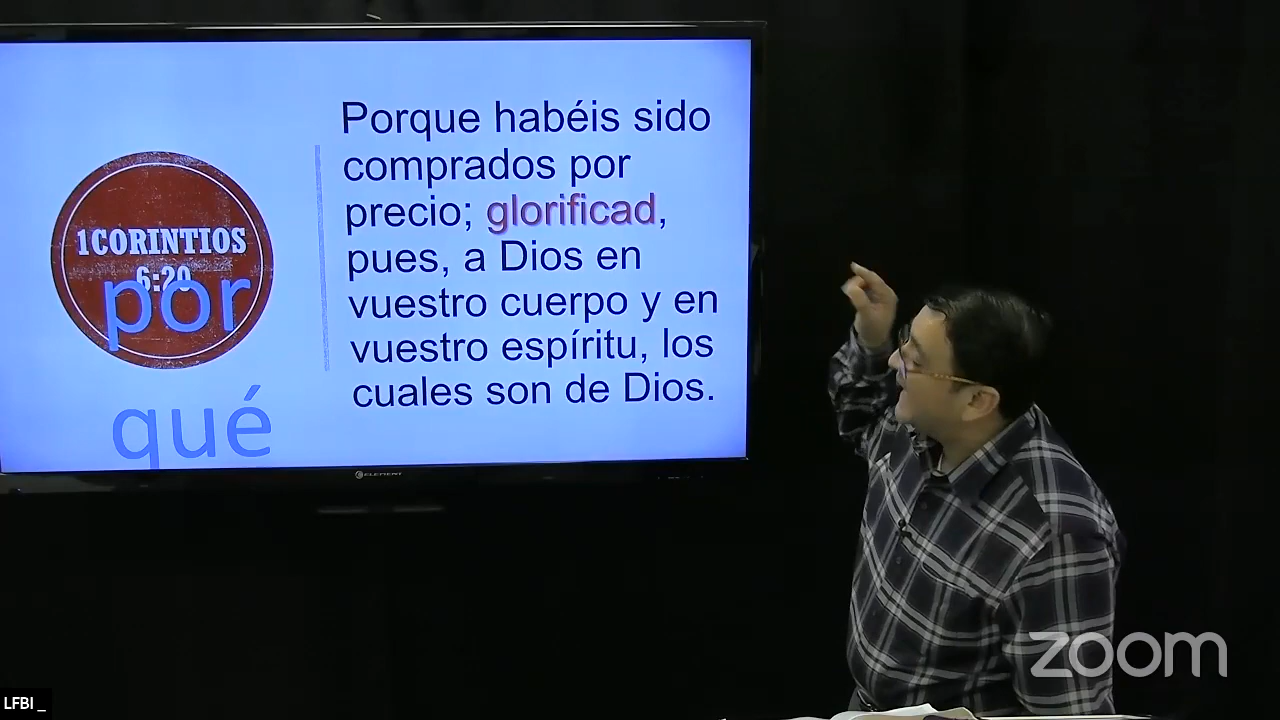 1CORINTIOS
6:20
por
qué
Porque habéis sido
comprados por
precio; glorificad,
pues, a Dios en
vuestro cuerpo y en
vuestro espíritu, los
cuales son de Dios.
ELEMENT
zoom
LFBI _